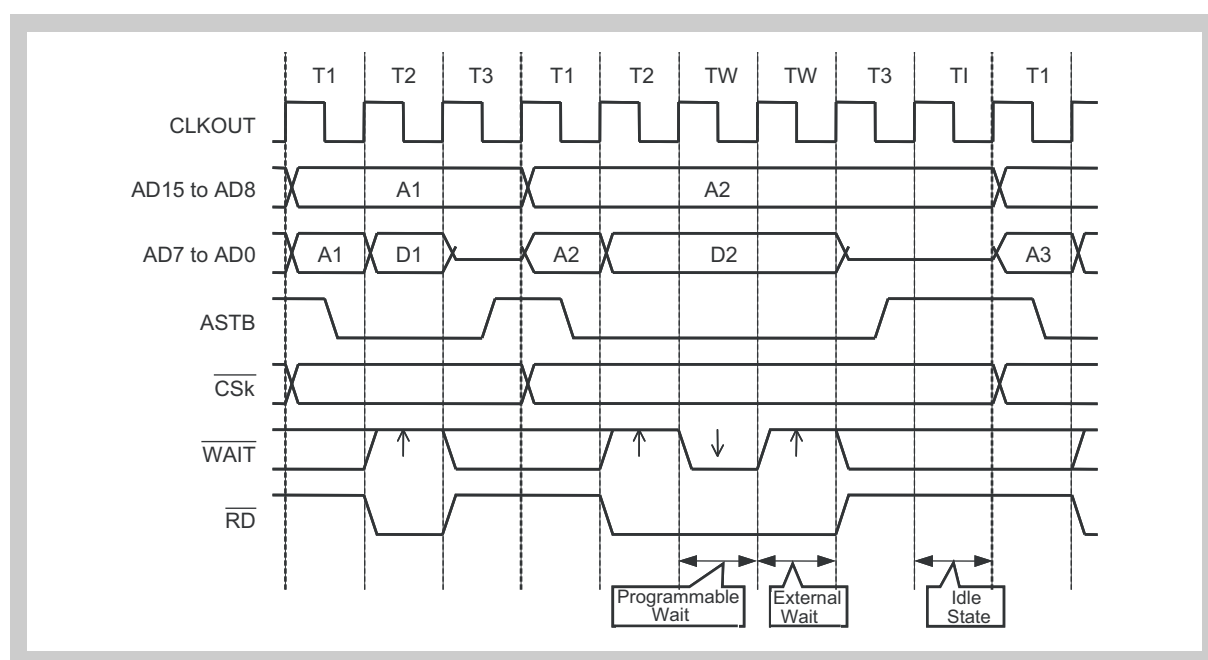 T1 T2 T3 T1 T2 TW TW T3 TI T1
CLKOUT
AD15 to AD8 A1 A2
AD7 to AD0 A1 D1 A2 D2 A3
ASTB
CSk
WAIT
RD
Programmable Wait
External Wait
Idle State